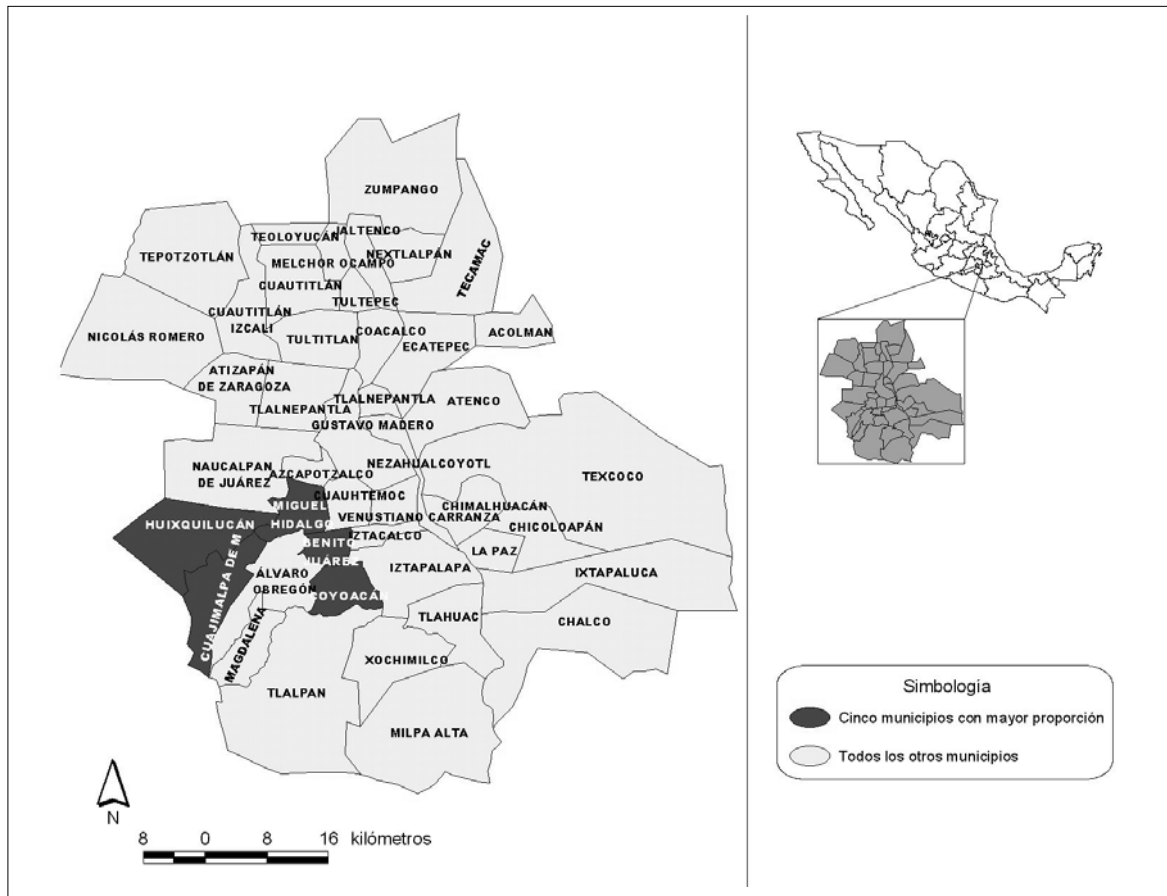 ZUMPANGO
TEOLOYUCÁN
JALTENCO
TEPOTZOTLÁN
NEXTLALPÁN
MELCHOR OCAMPO
TECAMAC
CUAUTITLÁN
TULTEPEC
CUAUTITLÁN
IZCALI
NICOLÁS ROMERO
TULTITLAN
COACALCO
ECATEPEC
ACOLMAN
ATIZAPÁN
DE ZARAGOZA
TLALNEPANTLA
TLALNEPANTLA
ATENCO
GUSTAVO MADERO
NAUCALPAN
DE JUÁREZ
AZCAPOTZALCO
NEZAHUALCOYOTL
TEXCOCO
CUAUHTEMOC
MIGUEL
HIDALGO
HUIXQUILUCÁN
VENUSTIANO CARRANZA
CHIMALHUACÁN
CHICOLOAPÁN
IZTACALCO
BENITO
JUÁREZ
LA PAZ
CUAJIMALPA DE M
ÁLVARO
OBREGÓN
IZTAPALAPA
IXTAPALUCA
COYOACÁN
TLAHUAC
CHALCO
MAGDALENA
XOCHIMILCO
TLALPAN
MILPA ALTA
N
8 0 8 16 kilómetros
Simbología
Cinco municipios con mayor proporción
Todos los otros municipios